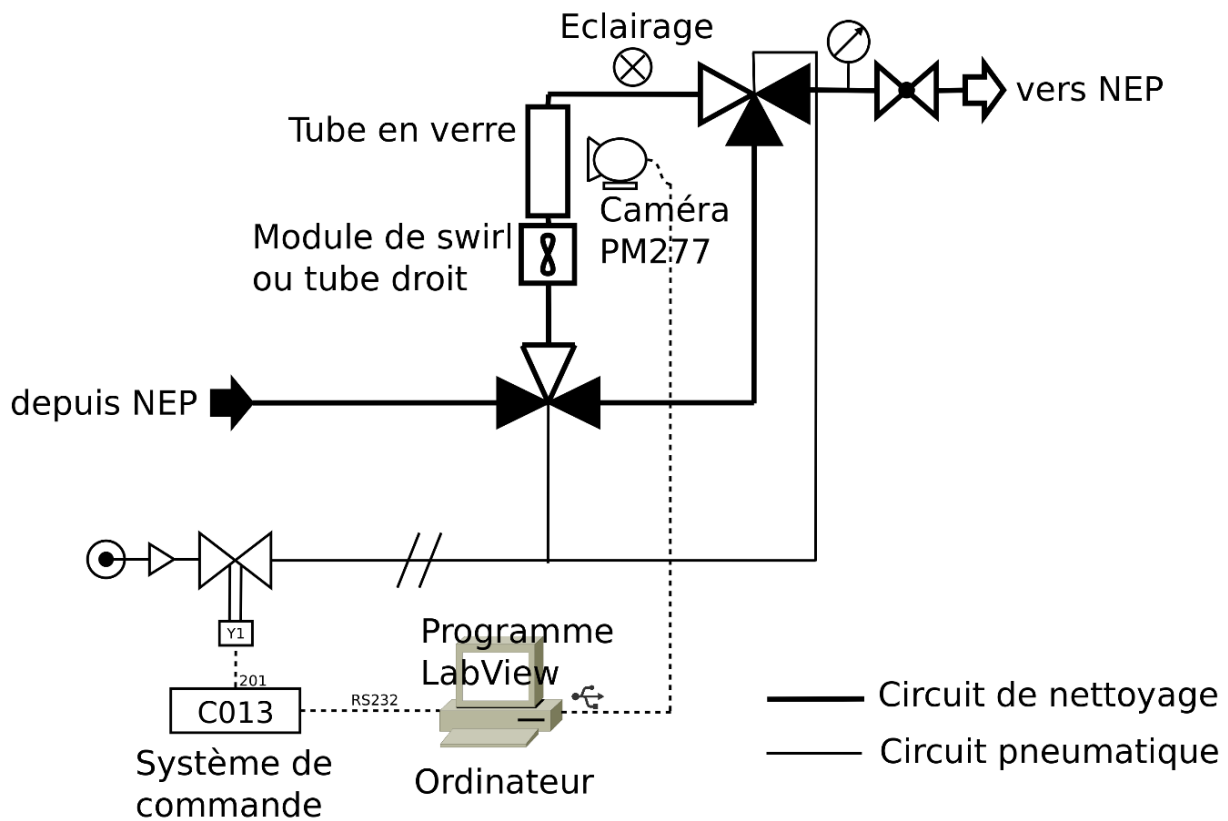 Eclairage
vers NEP
Tube en verre
Caméra
PM277
Module de swirl
ou tube droit
depuis NEP
Y1
201
C013
Système de
commande
RS232
Programme
LabView
Ordinateur
Circuit de nettoyage
Circuit pneumatique